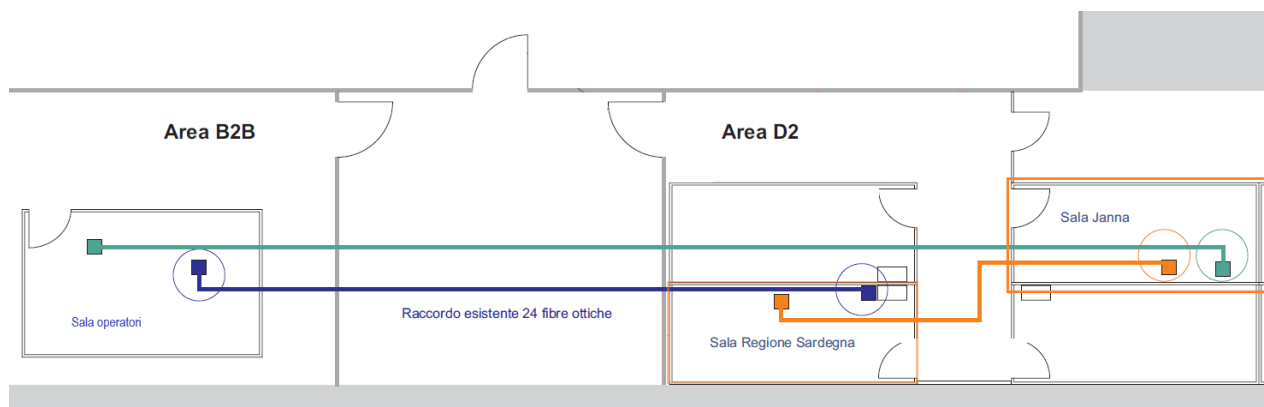 Area B2B
Area D2
Sala Janna
Raccordo esistente 24 fibre ottiche
Sala operatori
Sala Regione Sardegna